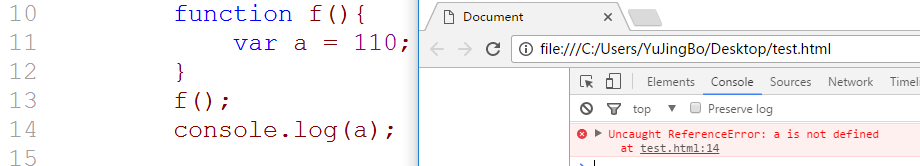 10 function f(){
11 var a = 110;
12 }
13 f();
14 console.log(a);
15
Document
file:///C:/Users/YuJingBo/Desktop/test.html
Elements Console Sources Network Timeli
top Preserve log
Uncaught ReferenceError: a is not defined
at test.html:14